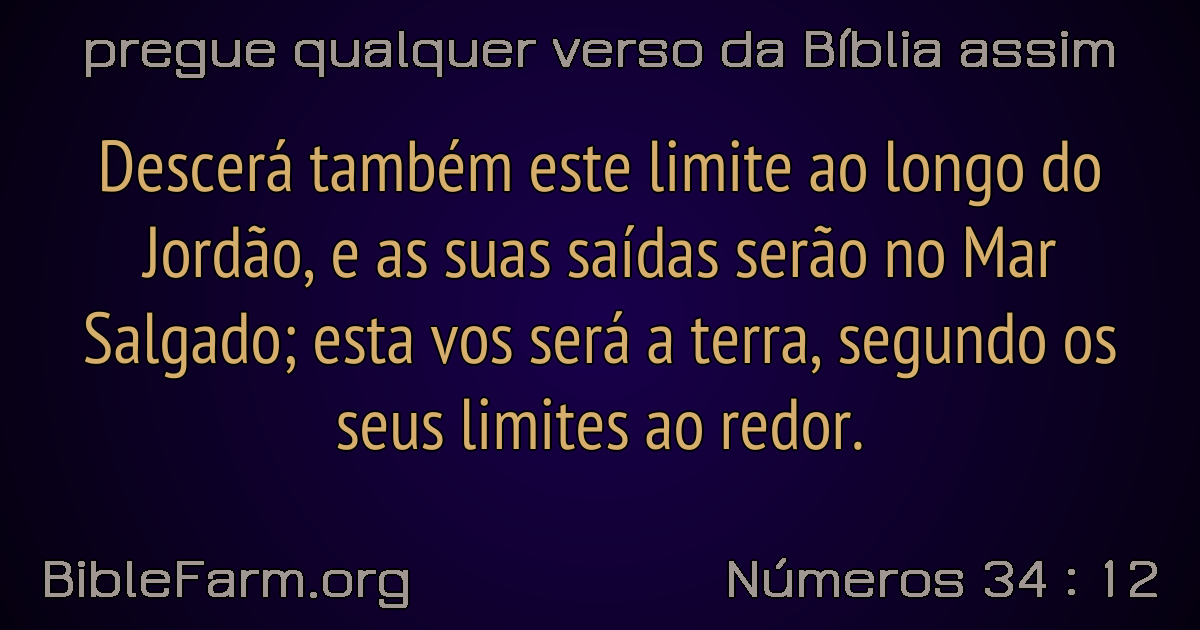 pregue qualquer verso da Bíblia assim
Descerá também este limite ao longo do
Jordão, e as suas saídas serão no Mar
Salgado; esta vos será a terra, segundo os
seus limites ao redor.
BibleFarm.org
Números 34 : 12